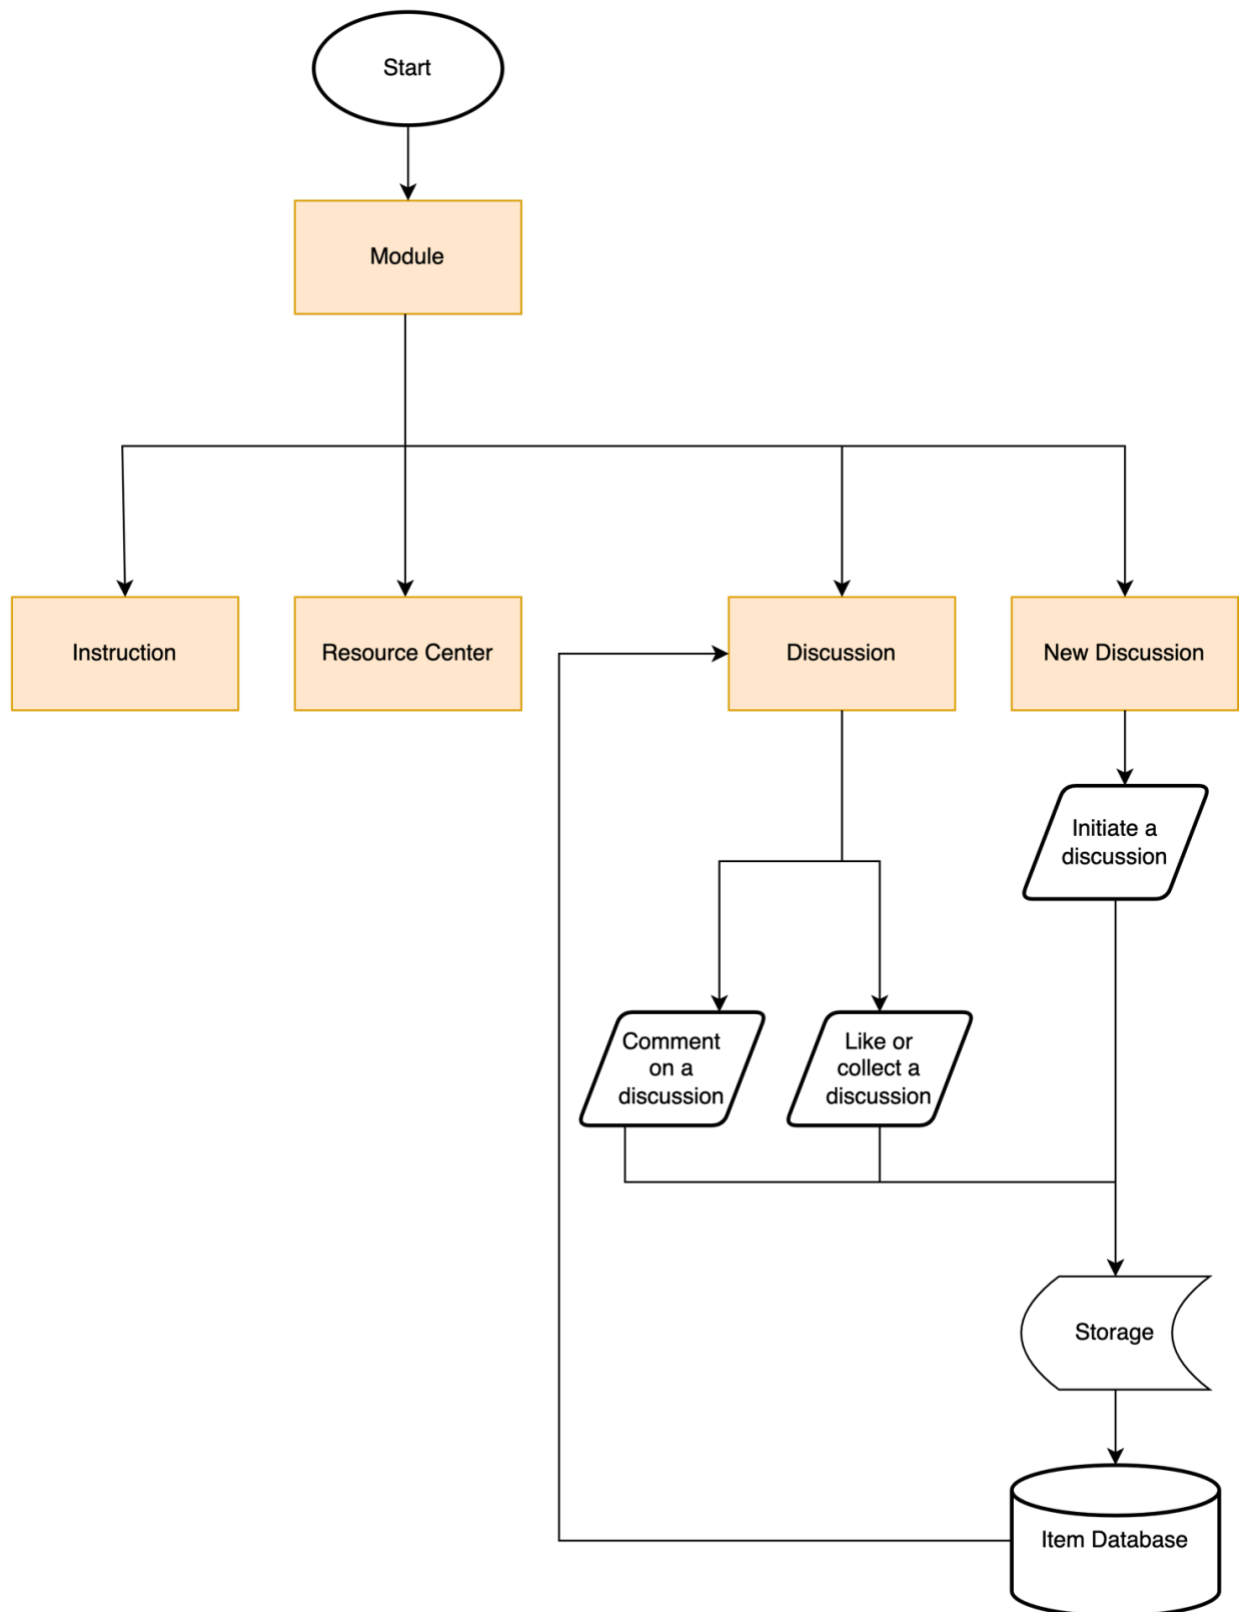 Start
Module
Instruction
Resource Center
Discussion
New Discussion
Initiate a
discussion
Comment
on a
discussion
Like or
collect a
discussion
Storage
Item Database